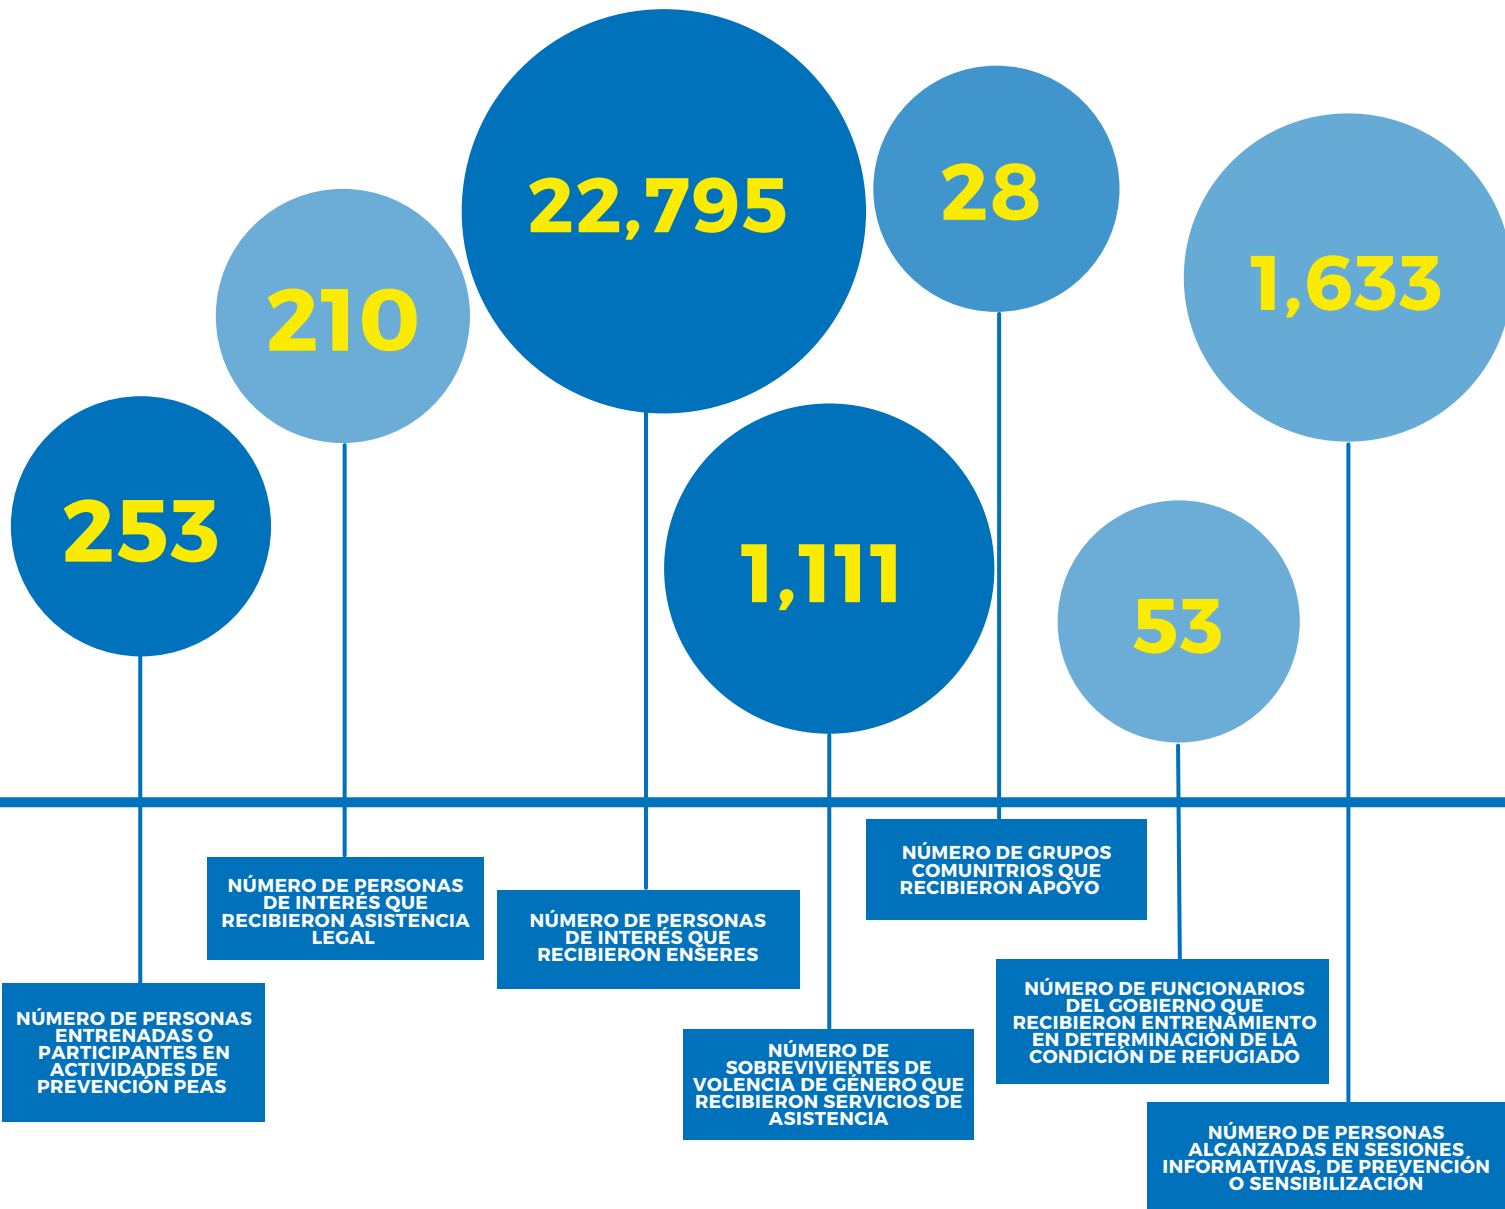 253
NÚMERO DE PERSONAS
ENTRENADAS O
PARTICIPANTES EN
ACTIVIDADES DE
PREVENCIÓN PEAS
210
NÚMERO DE PERSONAS
DE INTERÉS QUE
RECIBIERON ASISTENCIA
LEGAL
22,795
NÚMERO DE PERSONAS
DE INTERÉS QUE
RECIBIERON ENSERES
1,111
NÚMERO DE
SOBREVIVIENTES DE
VOLENCIA DE GÉNERO QUE
RECIBIERON SERVICIOS DE
ASISTENCIA
28
NÚMERO DE GRUPOS
COMUNITRIOS QUE
RECIBIERON APOYO
53
NÚMERO DE FUNCIONARIOS
DEL GOBIERNO QUE
RECIBIERON ENTRENAMIENTO
EN DETERMINACIÓN DE LA
CONDICIÓN DE REFUGIADO
1,633
NÚMERO DE PERSONAS
ALCANZADAS EN SESIONES
INFORMATIVAS, DE PREVENCIÓN
O SENSIBILIZACIÓN